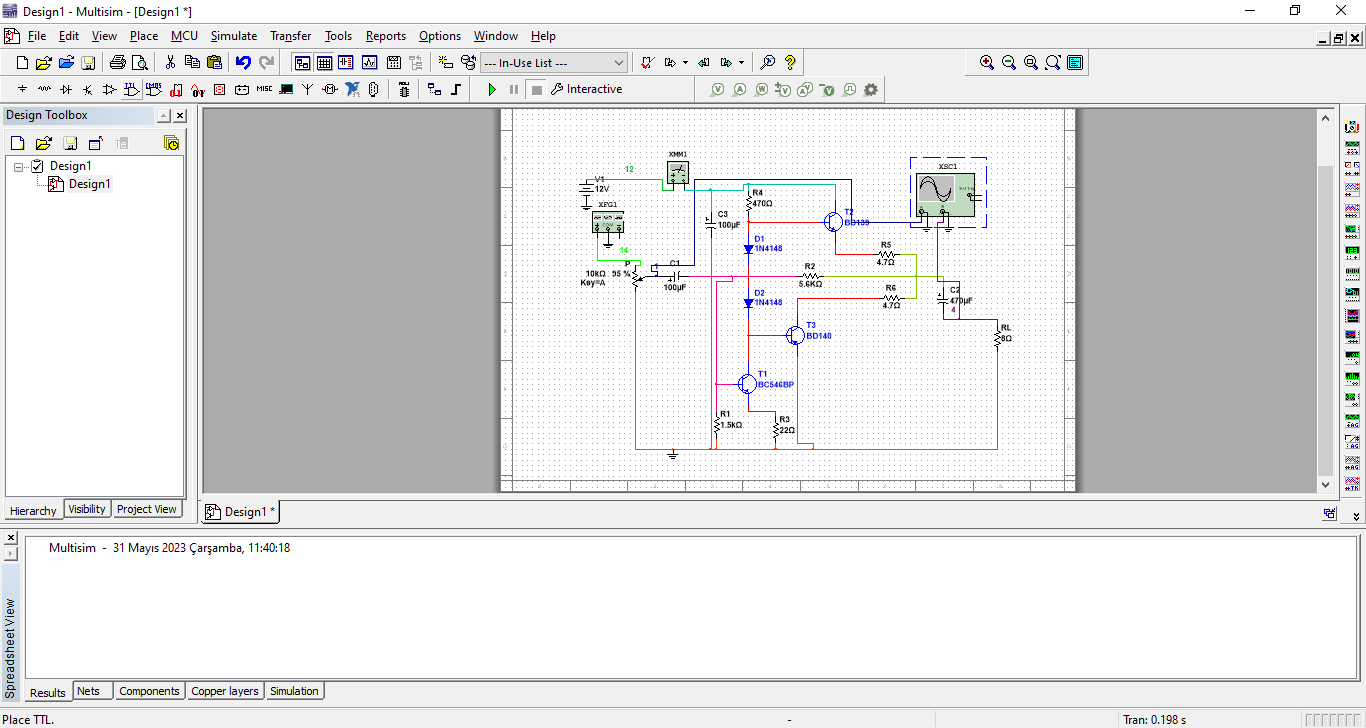 Design1 - Multisim - [Design1 *]
File Edit View Place MCU Simulate Transfer Tools Reports Options Window Help
--- In-Use List ---
Interactive
Design Toolbox
Design1
Design1
XMM1
12
V1
12V
XFG1
COM
14
P
10kΩ 95 %
Key=A
C1
100µF
C3
100µF
R4
470Ω
D1
1N4148
D2
1N4148
T2
BD139
R5
4.7Ω
R2
5.6KΩ
R6
4.7Ω
T3
BD140
T1
BC546BP
R1
1.5kΩ
R3
22Ω
XSC1
Ext Trig
C2
470µF
4
RL
8Ω
Hierarchy Visibility Project View
Design1 *
Multisim - 31 Mayıs 2023 Çarşamba, 11:40:18
Spreadsheet View
Results Nets Components Copper layers Simulation
Place TTL. - Tran: 0.198 s